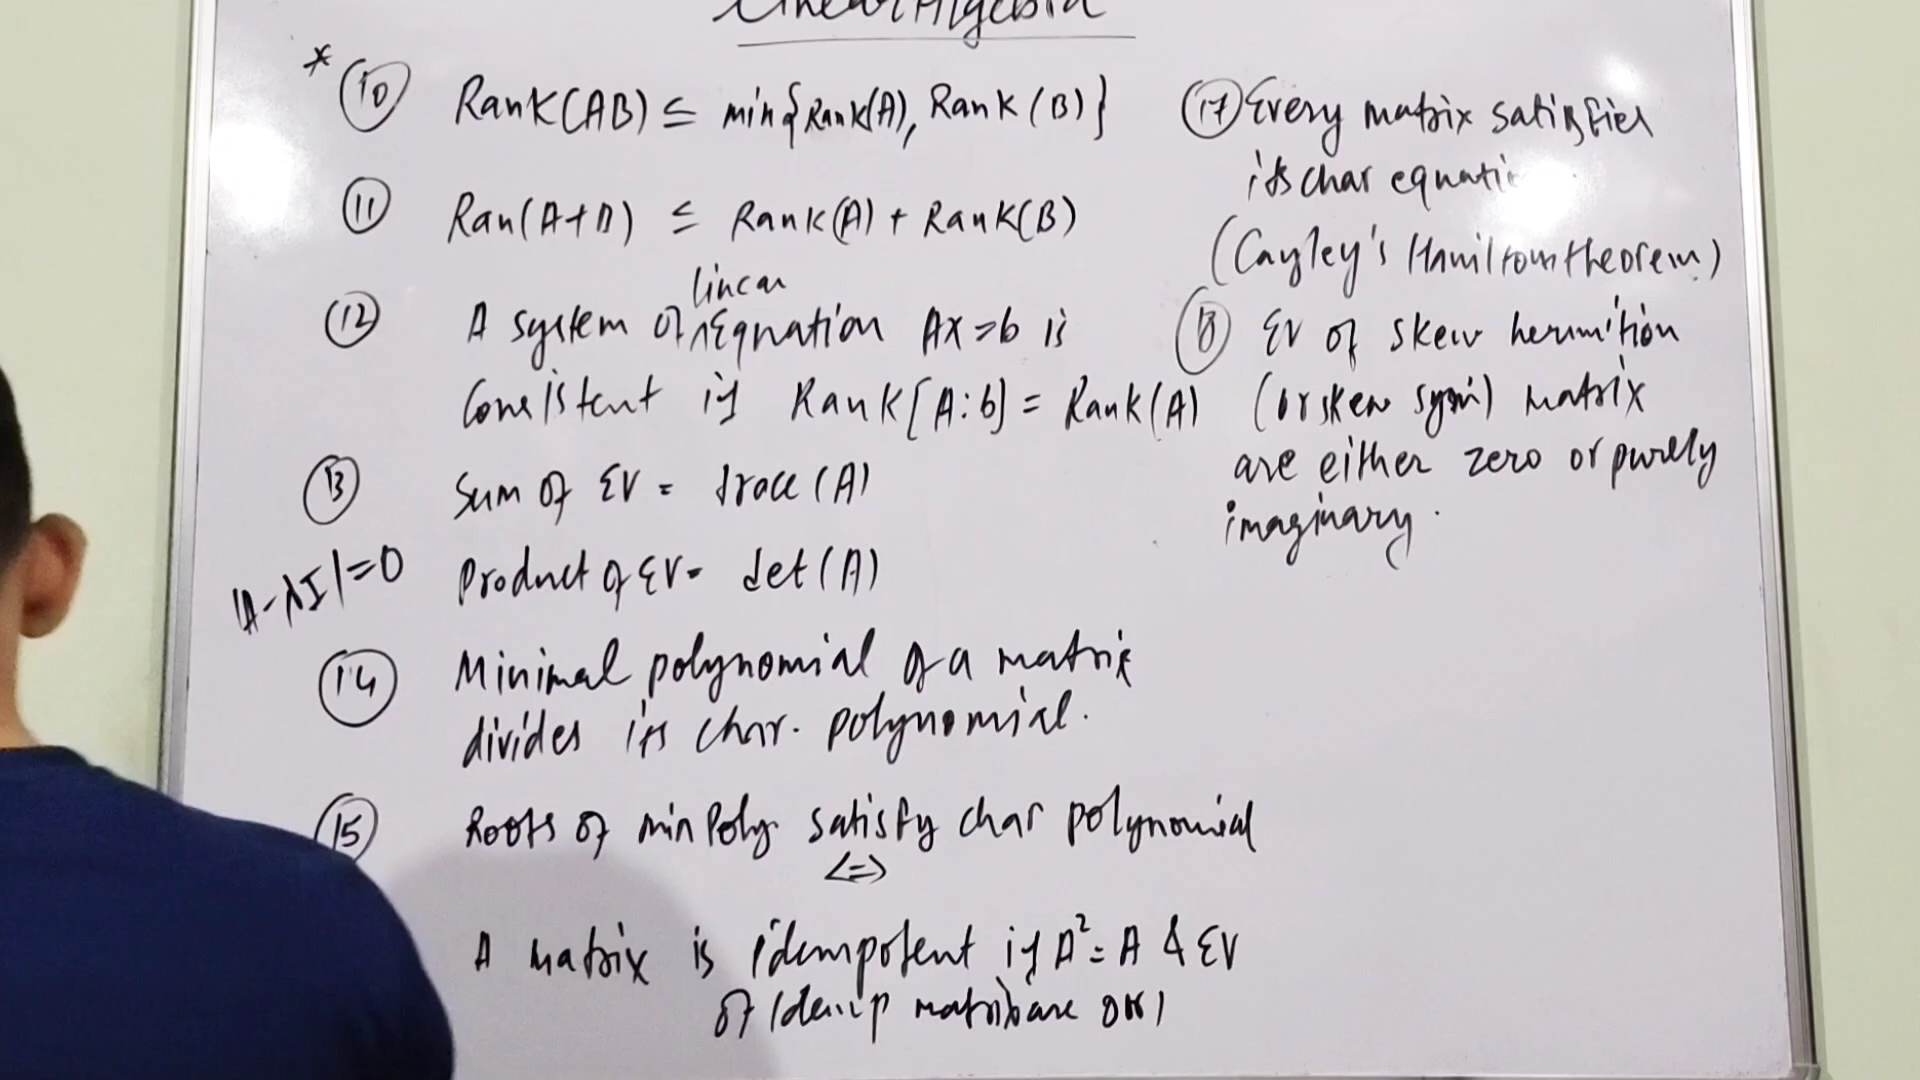 Linear Algebra
* (10) Rank(AB) ≤ min{Rank(A), Rank(B)}
(11) Ran(A+B) ≤ Rank(A) + Rank(B)
linear
(12) A system of ^ Equation Ax=b is
Consistent if Rank[A:b] = Rank(A)
(13) Sum of EV = trace(A)
|A-λI|=0 Product of EV = det(A)
(14) Minimal polynomial of a matrix
divides its char. polynomial.
(15) Roots of min Poly satisfy char polynomial
<=>
A matrix is idempotent if A²=A & EV
of idemp matrix are 0 or 1
(17) Every matrix satisfies
its char equati
(Cayley's Hamilton theorem)
(18) EV of skew hermition
(or skew sym) matrix
are either zero or purely
imaginary.